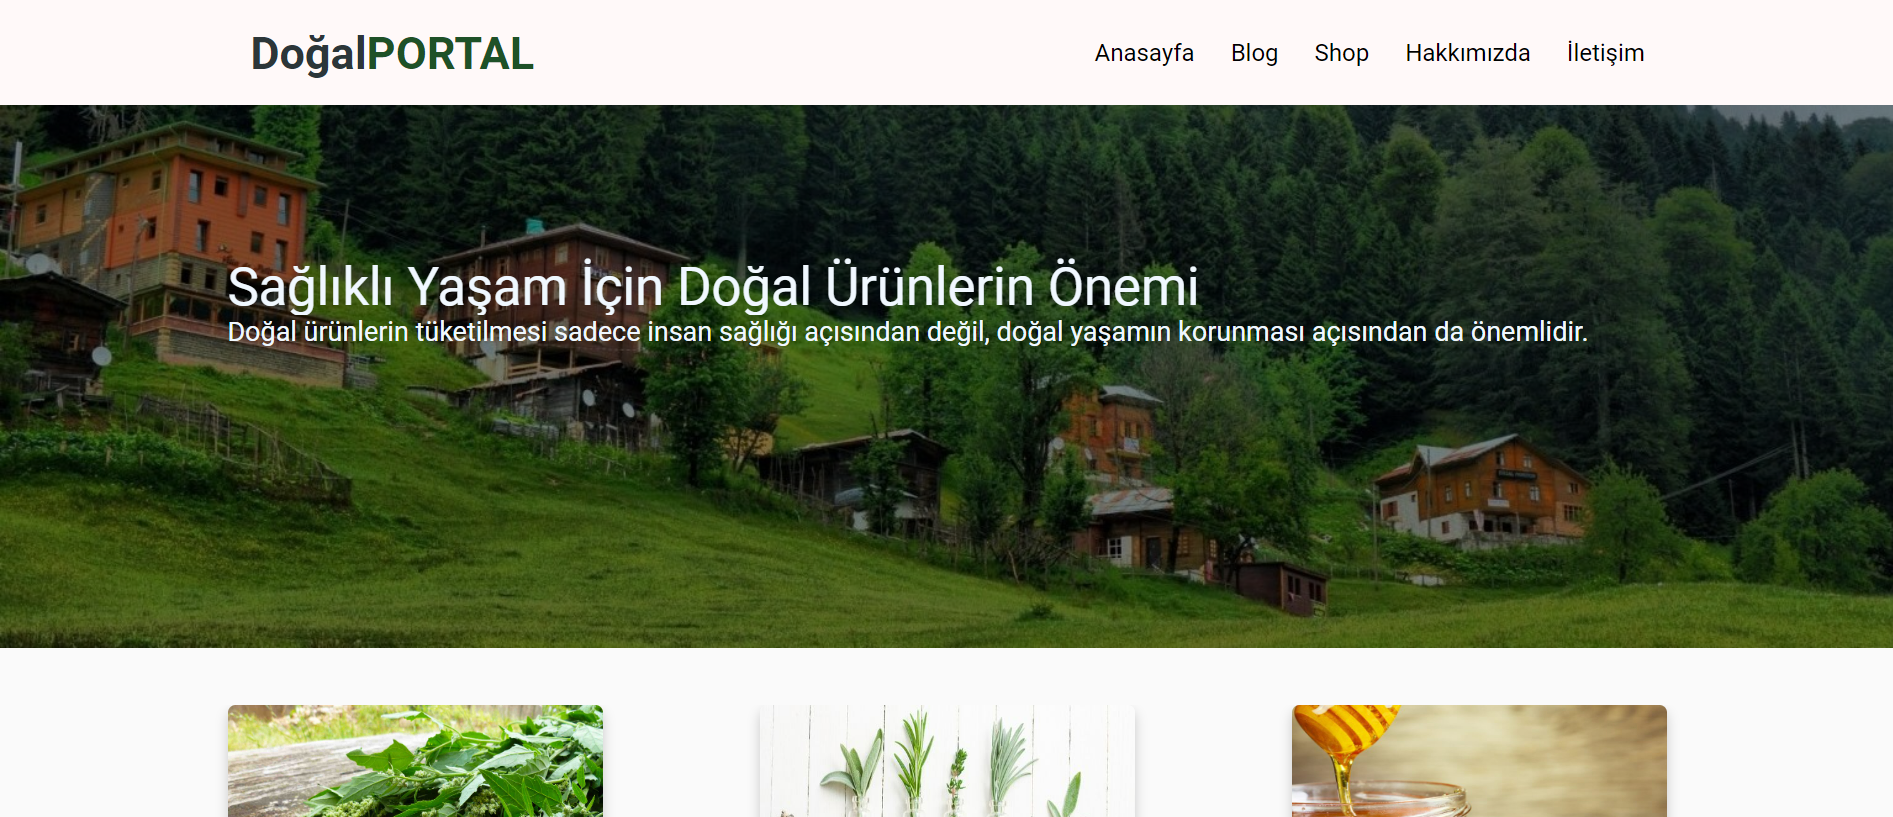 DoğalPORTAL
Anasayfa Blog Shop Hakkımızda İletişim
Sağlıklı Yaşam İçin Doğal Ürünlerin Önemi
Doğal ürünlerin tüketilmesi sadece insan sağlığı açısından değil, doğal yaşamın korunması açısından da önemlidir.